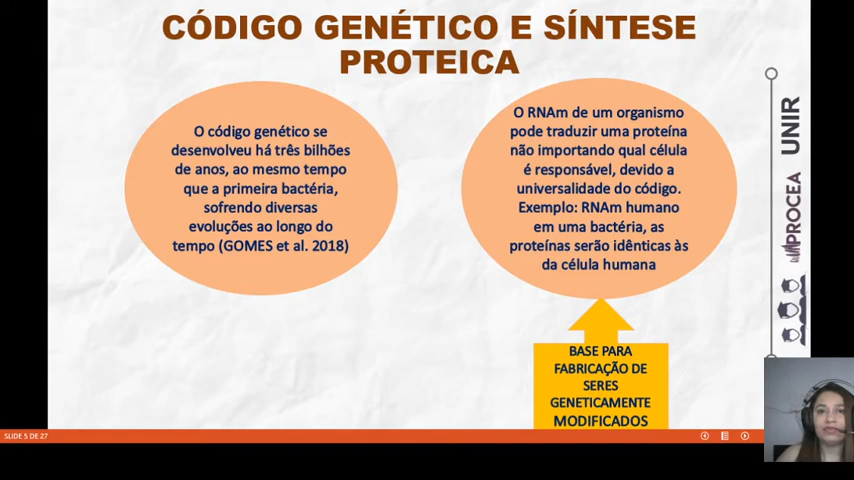 CÓDIGO GENÉTICO E SÍNTESE
PROTEICA
O código genético se
desenvolveu há três bilhões
de anos, ao mesmo tempo
que a primeira bactéria,
sofrendo diversas
evoluções ao longo do
tempo (GOMES et al. 2018)
O RNAm de um organismo
pode traduzir uma proteína
não importando qual célula
é responsável, devido a
universalidade do código.
Exemplo: RNAm humano
em uma bactéria, as
proteínas serão idênticas às
da célula humana
BASE PARA
FABRICAÇÃO DE
SERES
GENETICAMENTE
MODIFICADOS
UNIR
PROCEA
SLIDE 5 DE 27